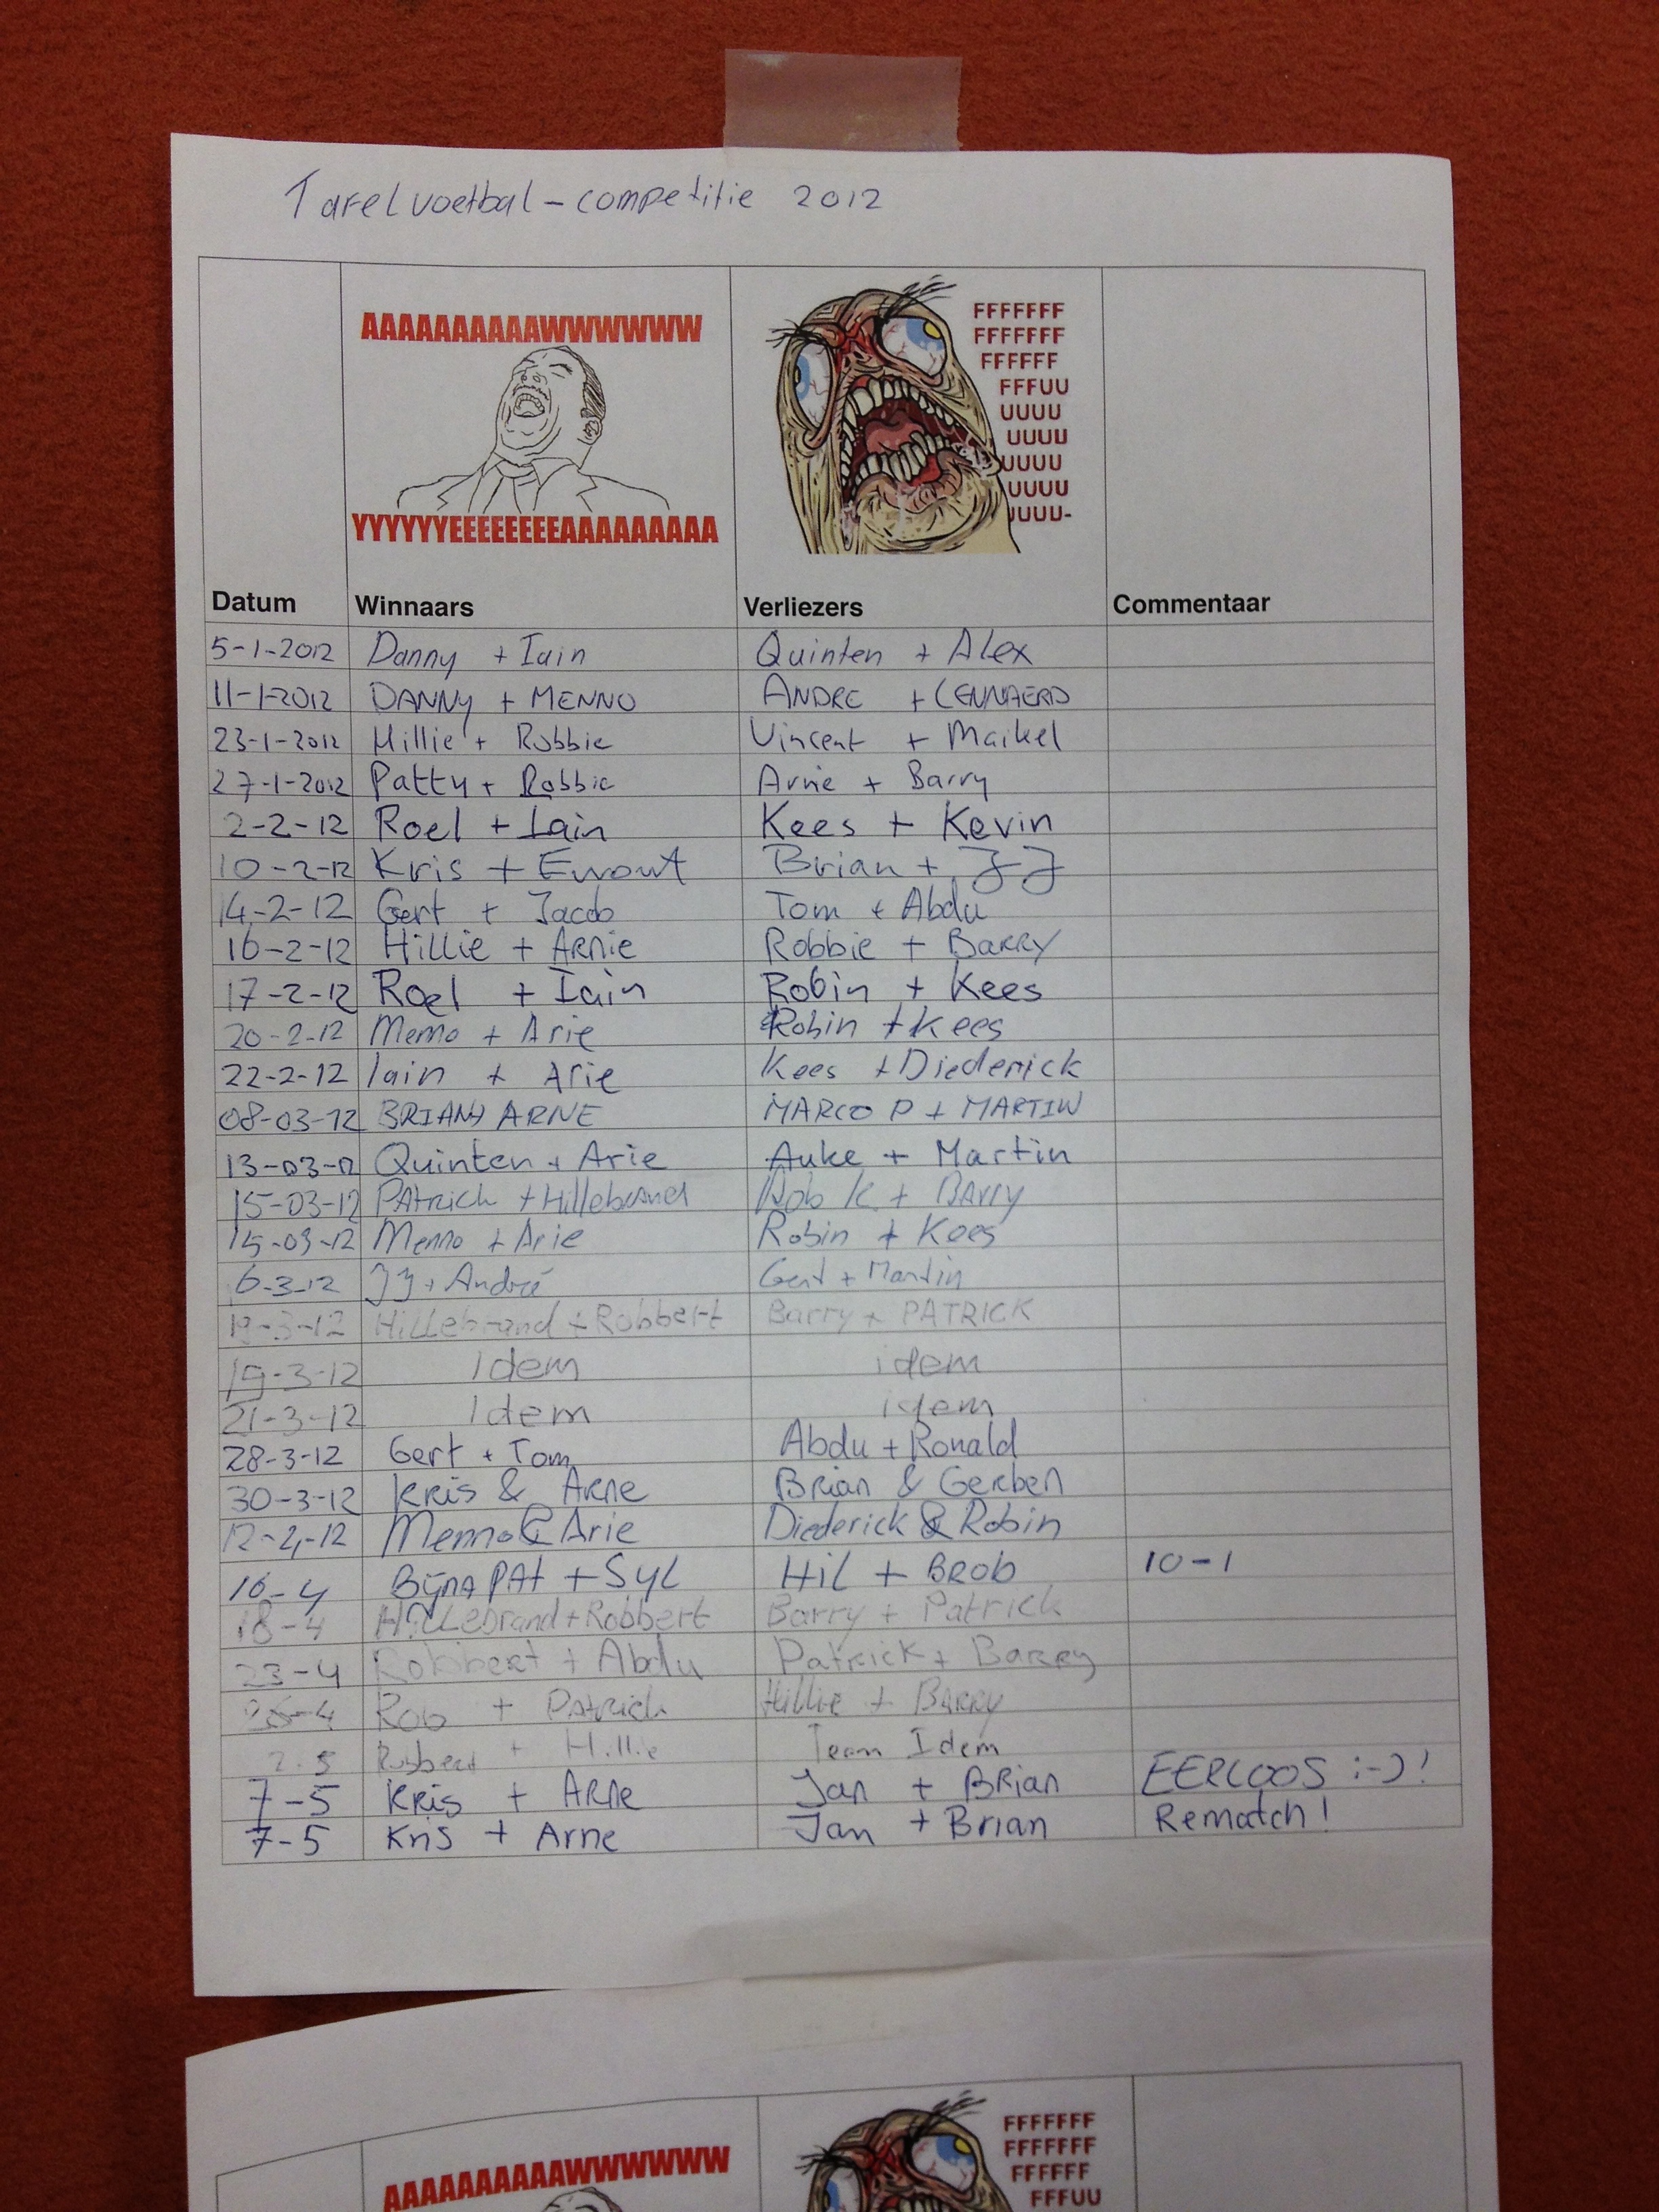 Tafelvoetbal - competitie 2012
AAAAAAAAAAWWWWWW
YYYYYYEEEEEEEEAAAAAAAAA
FFFFFFF
FFFFFFF
FFFFFF
FFFUU
UUUU
UUUU
UUUU
UUUU
UUUU-
Datum Winnaars Verliezers Commentaar
5-1-2012 Danny + Iain Quinten + Alex
11-1-2012 DANNY + MENNO ANDRE + LENNAERD
23-1-2012 Hillie + Robbie Vincent + Maikel
27-1-2012 Patty + Robbie Arnie + Barry
2-2-12 Roel + Iain Kees + Kevin
10-2-12 Kris + Ewout Brian + JJ
14-2-12 Gert + Jacob Tom + Abdu
16-2-12 Hillie + Arnie Robbie + BARRY
17-2-12 Roel + Iain Robin + Kees
20-2-12 Menno + Arie Robin + Kees
22-2-12 Iain + Arie Kees + Diederick
08-03-12 BRIAN + ARNE MARCO P + MARTIN
13-03-12 Quinten + Arie Auke + Martin
15-03-12 PAtrick + Hillebrand Rob K + BArry
15-03-12 Menno + Arie Robin + Kees
6-3-12 JJ + André Gert + Martin
19-3-12 Hillebrand + Robbert Barry + PATRICK
19-3-12 Idem idem
21-3-12 Idem idem
28-3-12 Gert + Tom Abdu + Ronald
30-3-12 Kris & Arne Brian & Gerben
12-4-12 Menno & Arie Diederick & Robin
16-4 Bijna PAt + Syl Hil + BROB 10-1
18-4 Hillebrand + Robbert Barry + Patrick
23-4 Robbert + Abdu Patrick + Barry
Rob + Patrick Hillie + BARRY
2-5 Robbert + Hillie Team Idem
7-5 Kris + Arne Jan + Brian EERLOOS :-)!
7-5 Kris + Arne Jan + Brian Rematch!
AAAAAAAAAAWWWWWW
FFFFFFF
FFFFFFF
FFFFFF
FFFUU